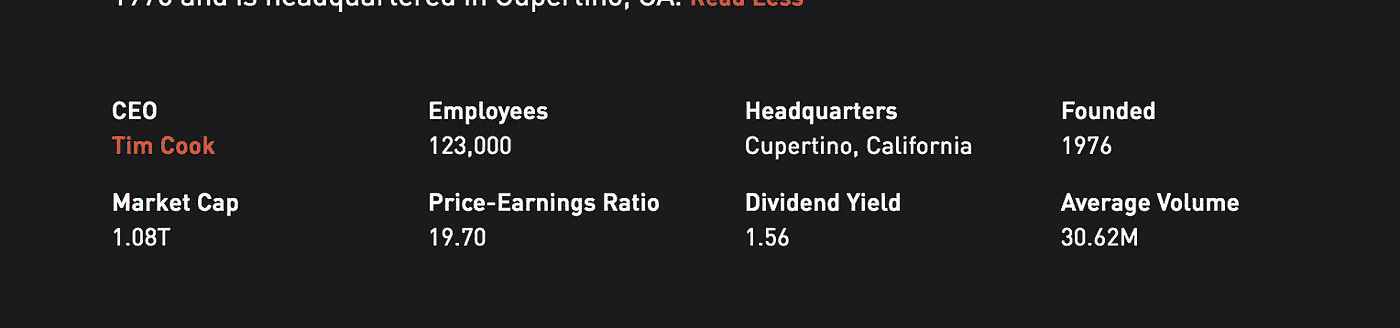 1976 and is headquartered in Cupertino, CA. Read Less
CEO
Tim Cook
Employees
123,000
Headquarters
Cupertino, California
Founded
1976
Market Cap
1.08T
Price-Earnings Ratio
19.70
Dividend Yield
1.56
Average Volume
30.62M